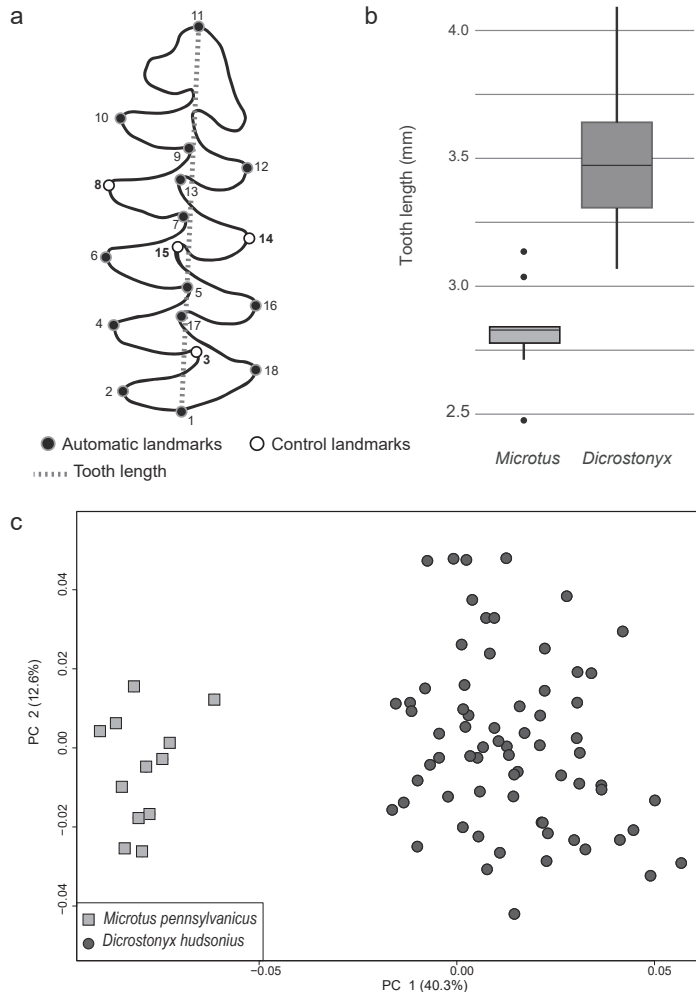 a
11
10
9
12
8
13
7
14
15
6
5
16
4
17
3
18
2
1
Automatic landmarks
Control landmarks
Tooth length
b
4.0
3.5
3.0
2.5
Tooth length (mm)
Microtus
Dicrostonyx
c
0.04
0.02
0.00
−0.02
−0.04
PC 2 (12.6%)
Microtus pennsylvanicus
Dicrostonyx hudsonius
−0.05
0.00
0.05
PC 1 (40.3%)